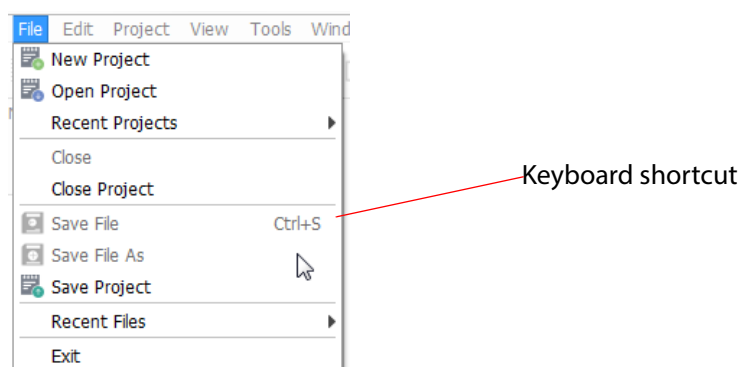 File Edit Project View Tools Wind
New Project
Open Project
Recent Projects
Close
Close Project
Keyboard shortcut
Save File Ctrl+S
Save File As
Save Project
Recent Files
Exit